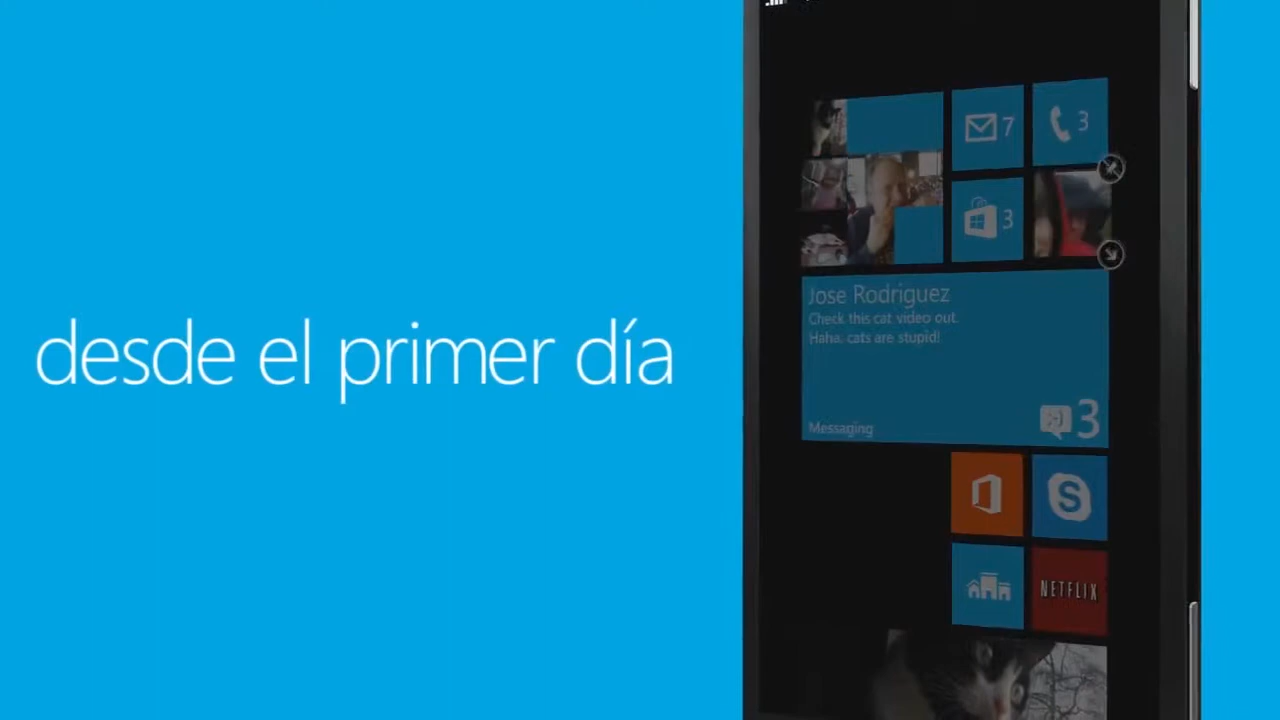 desde el primer día
7
3
3
Jose Rodriguez
Check this cat video out.
Haha, cats are stupid!
:-)
3
Messaging
S
NETFLIX